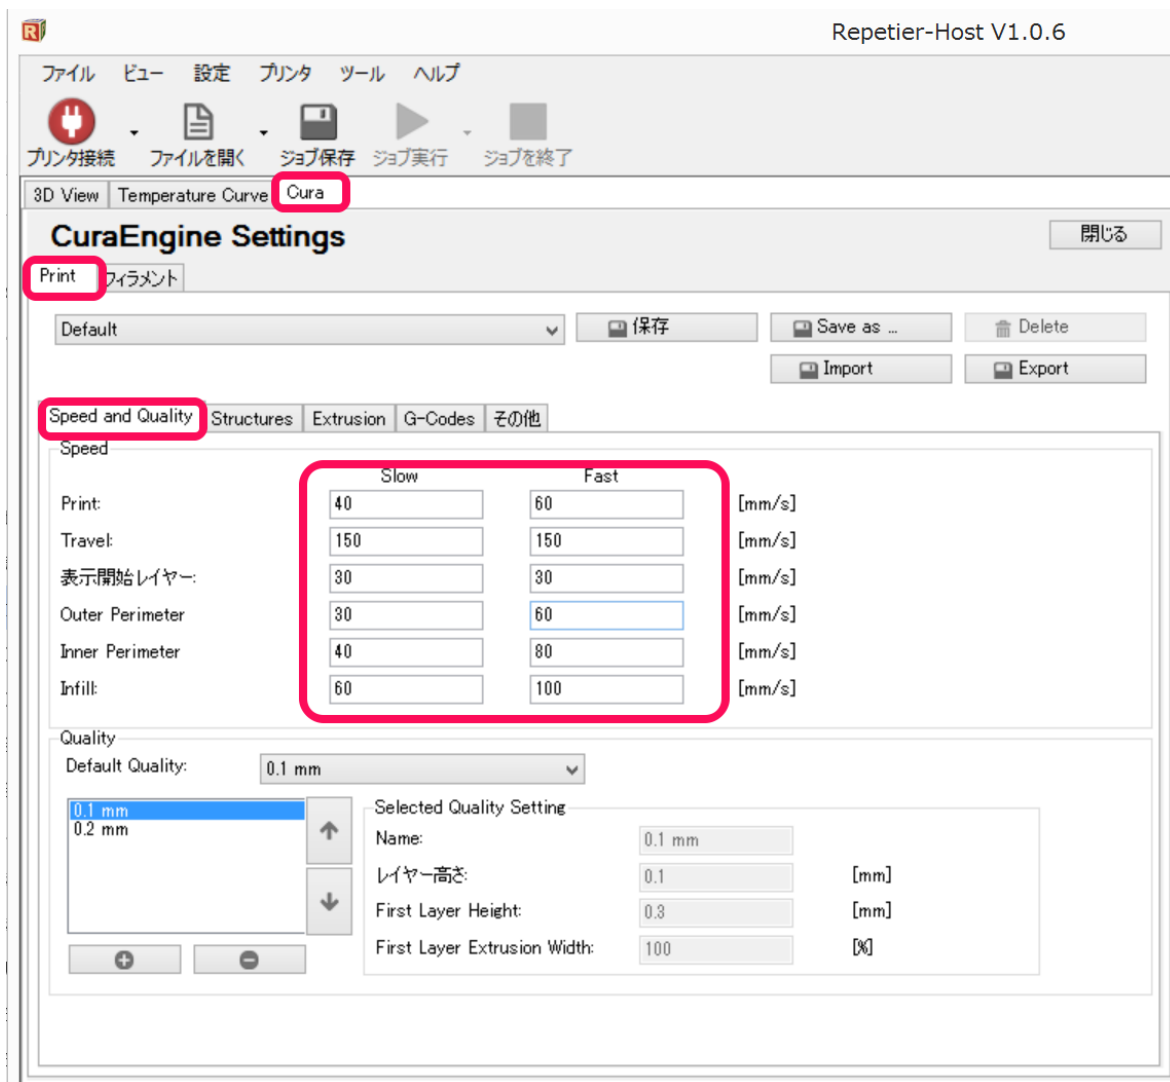 R
Repetier-Host V1.0.6
ファイル ビュー 設定 プリンタ ツール ヘルプ
プリンタ接続 ファイルを開く ジョブ保存 ジョブ実行 ジョブを終了
3D View Temperature Curve Cura
CuraEngine Settings 閉じる
Print フィラメント
Default 保存 Save as ... Delete
Import Export
Speed and Quality Structures Extrusion G-Codes その他
Speed
Slow Fast
Print: 40 60 [mm/s]
Travel: 150 150 [mm/s]
表示開始レイヤー: 30 30 [mm/s]
Outer Perimeter 30 60 [mm/s]
Inner Perimeter 40 80 [mm/s]
Infill: 60 100 [mm/s]
Quality
Default Quality: 0.1 mm
0.1 mm
0.2 mm
Selected Quality Setting
Name: 0.1 mm
レイヤー高さ: 0.1 [mm]
First Layer Height: 0.3 [mm]
First Layer Extrusion Width: 100 [%]